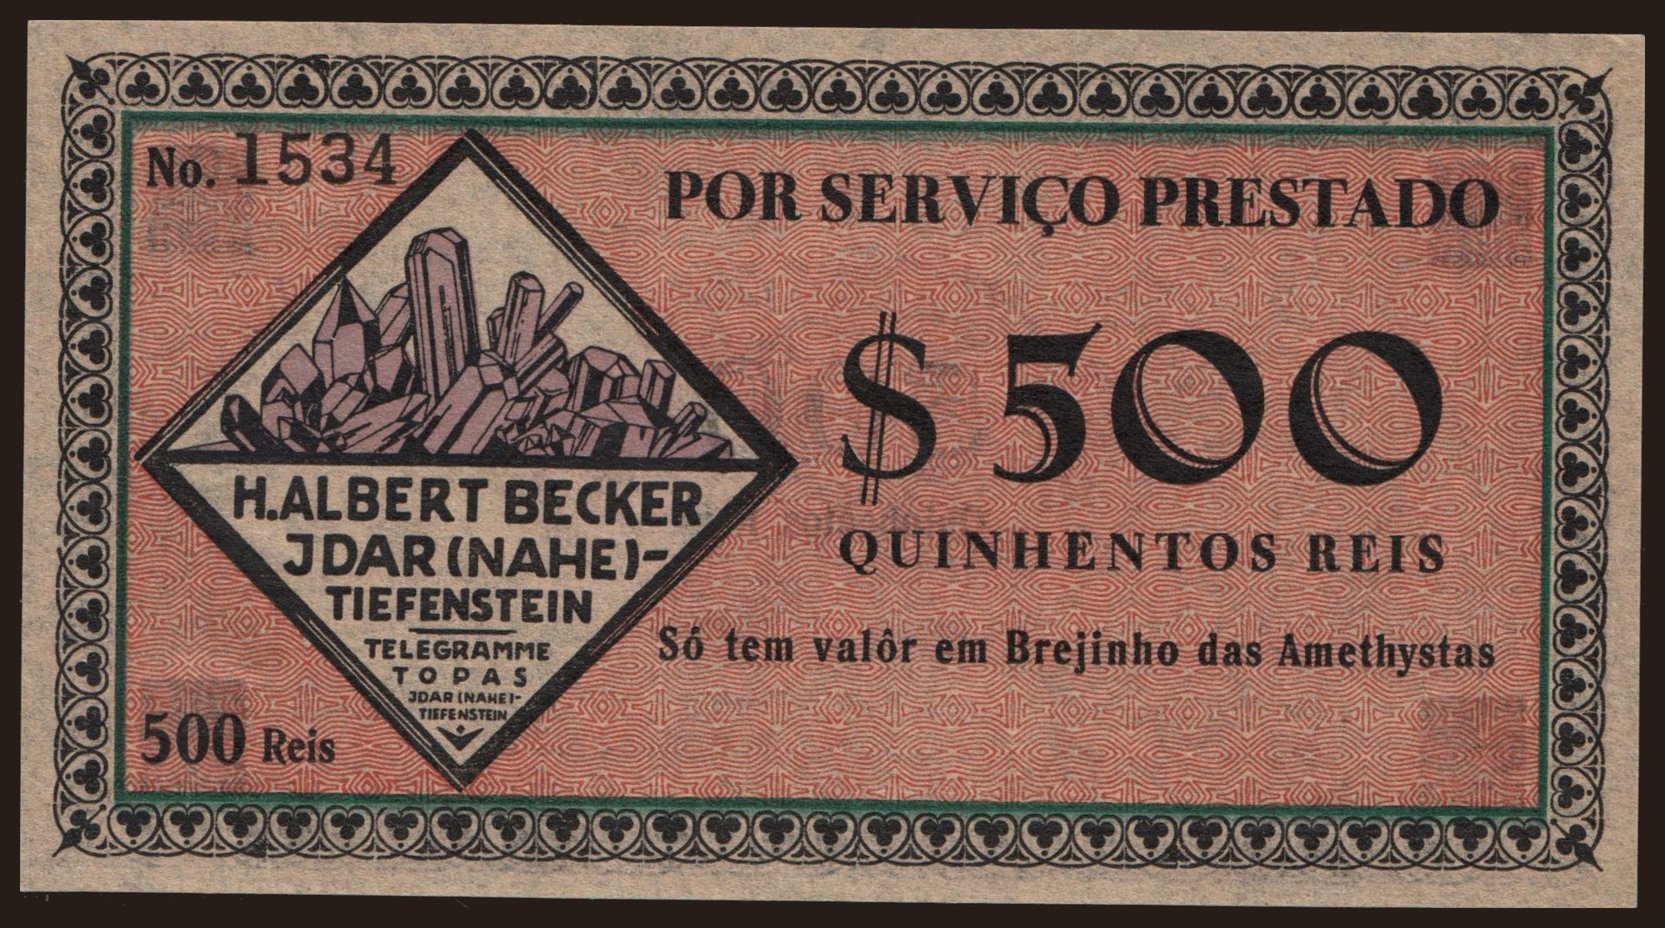 No. 1534
POR SERVIÇO PRESTADO
$ 500
QUINHENTOS REIS
Só tem valôr em Brejinho das Amethystas
H. ALBERT BECKER
JDAR (NAHE)-
TIEFENSTEIN
TELEGRAMME
TOPAS
JDAR (NAHE)-
TIEFENSTEIN
500 Reis